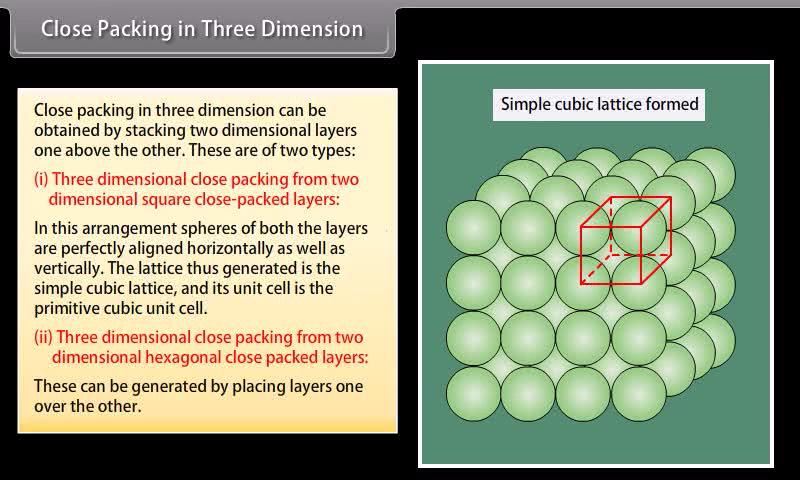 Close Packing in Three Dimension
Close packing in three dimension can be
obtained by stacking two dimensional layers
one above the other. These are of two types:
(i) Three dimensional close packing from two
dimensional square close-packed layers:
In this arrangement spheres of both the layers
are perfectly aligned horizontally as well as
vertically. The lattice thus generated is the
simple cubic lattice, and its unit cell is the
primitive cubic unit cell.
(ii) Three dimensional close packing from two
dimensional hexagonal close packed layers:
These can be generated by placing layers one
over the other.
Simple cubic lattice formed